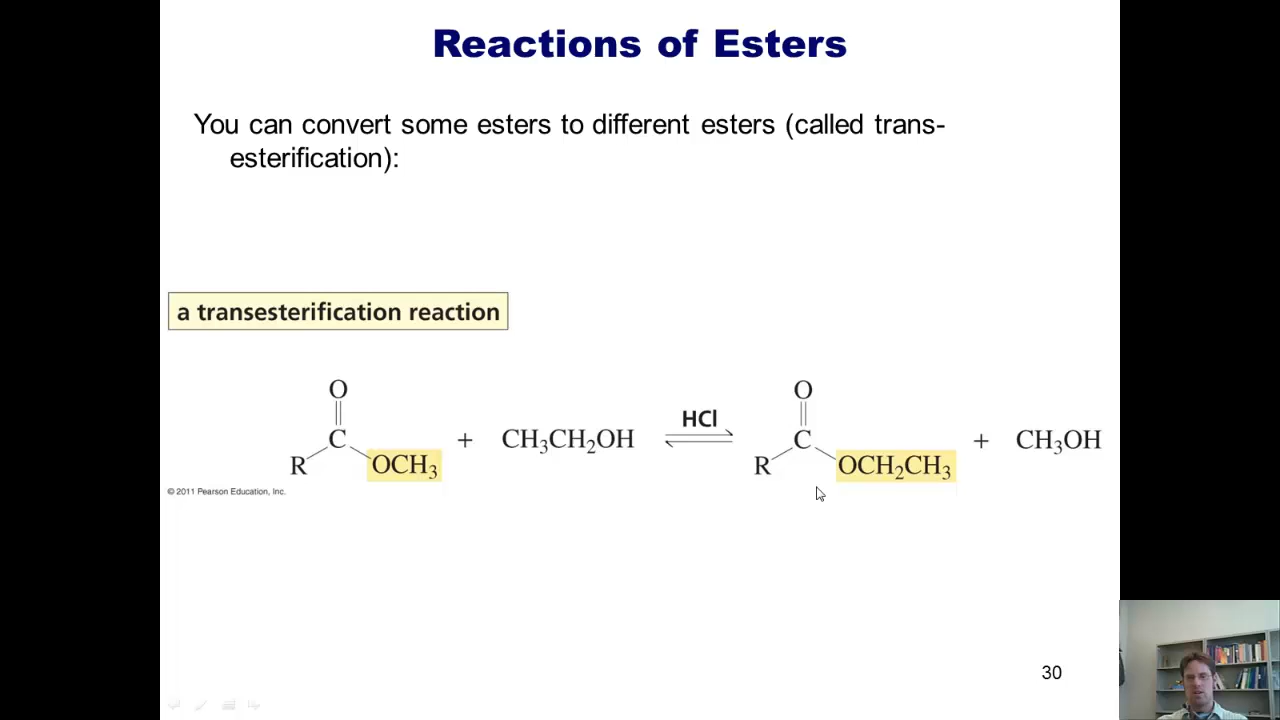 Reactions of Esters
You can convert some esters to different esters (called trans-
esterification):
a transesterification reaction
O
||
C
R
OCH₃
+
CH₃CH₂OH
HCl
O
||
C
R
OCH₂CH₃
+
CH₃OH
© 2011 Pearson Education, Inc.
30